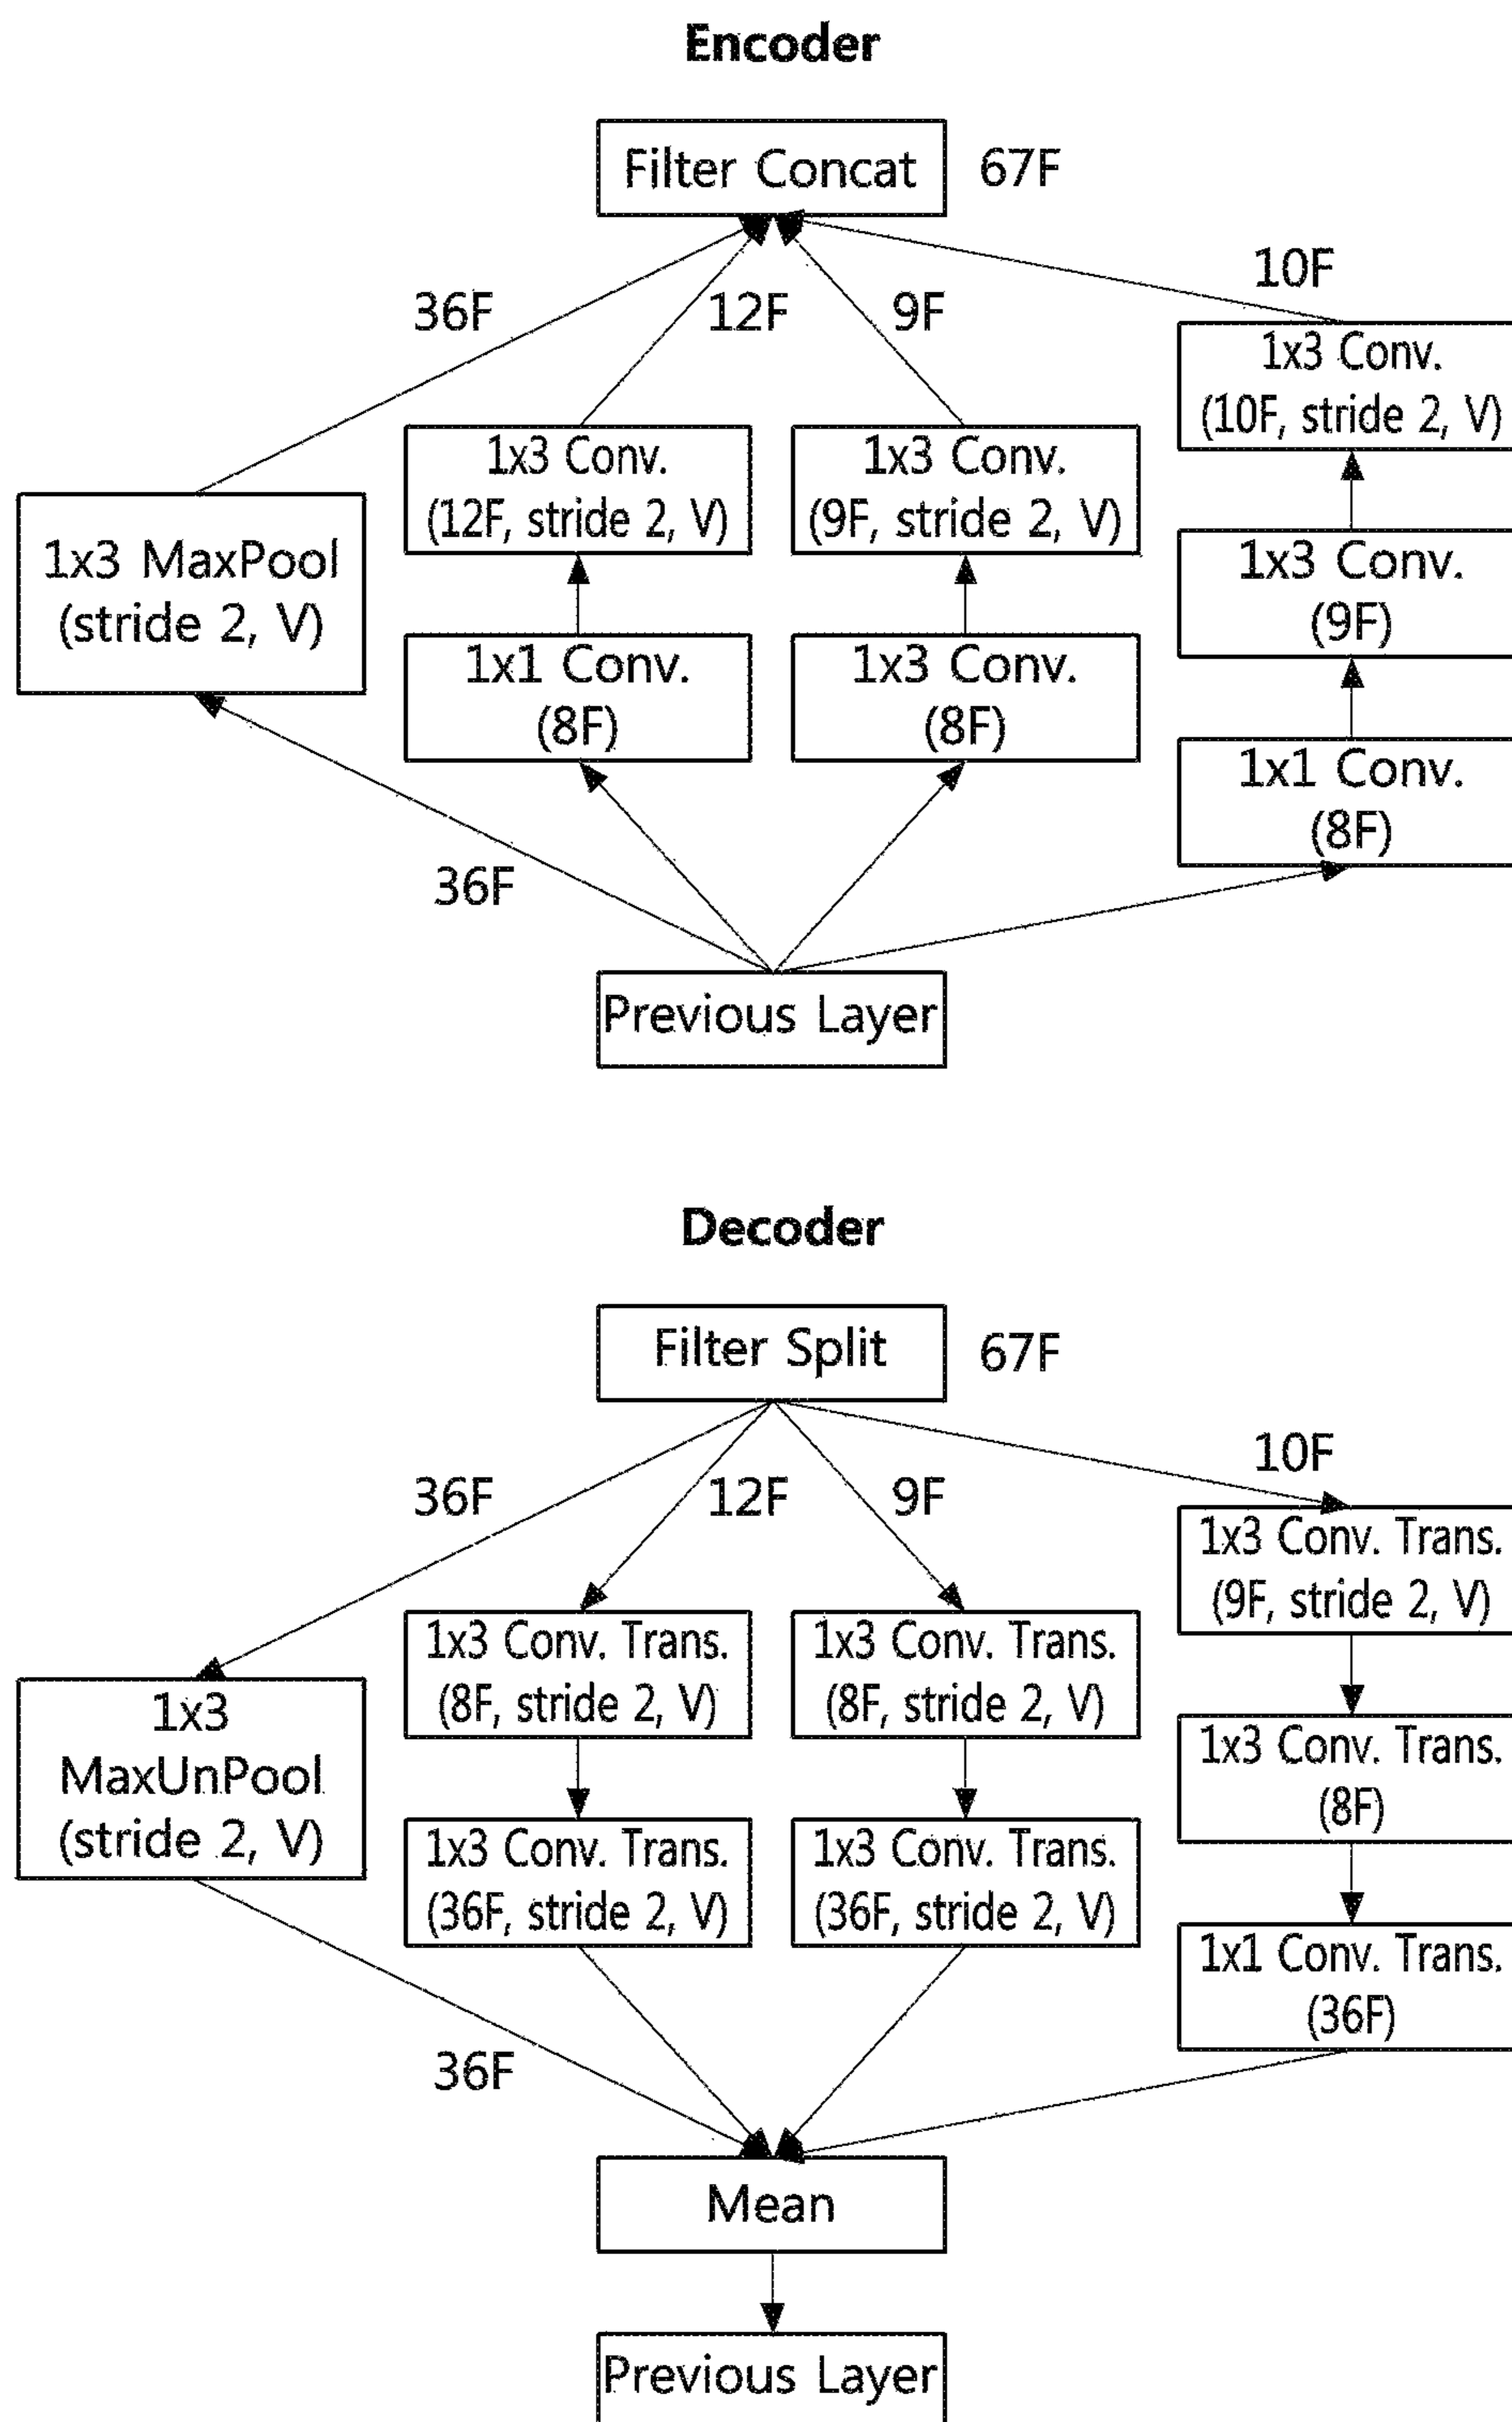 Encoder
Filter Concat
67F
36F
12F
9F
10F
1x3 MaxPool
(stride 2, V)
1x3 Conv.
(12F, stride 2, V)
1x1 Conv.
(8F)
1x3 Conv.
(9F, stride 2, V)
1x3 Conv.
(8F)
1x3 Conv.
(10F, stride 2, V)
1x3 Conv.
(9F)
1x1 Conv.
(8F)
36F
Previous Layer
Decoder
Filter Split
67F
36F
12F
9F
10F
1x3
MaxUnPool
(stride 2, V)
1x3 Conv. Trans.
(8F, stride 2, V)
1x3 Conv. Trans.
(36F, stride 2, V)
1x3 Conv. Trans.
(8F, stride 2, V)
1x3 Conv. Trans.
(36F, stride 2, V)
1x3 Conv. Trans.
(9F, stride 2, V)
1x3 Conv. Trans.
(8F)
1x1 Conv. Trans.
(36F)
36F
Mean
Previous Layer